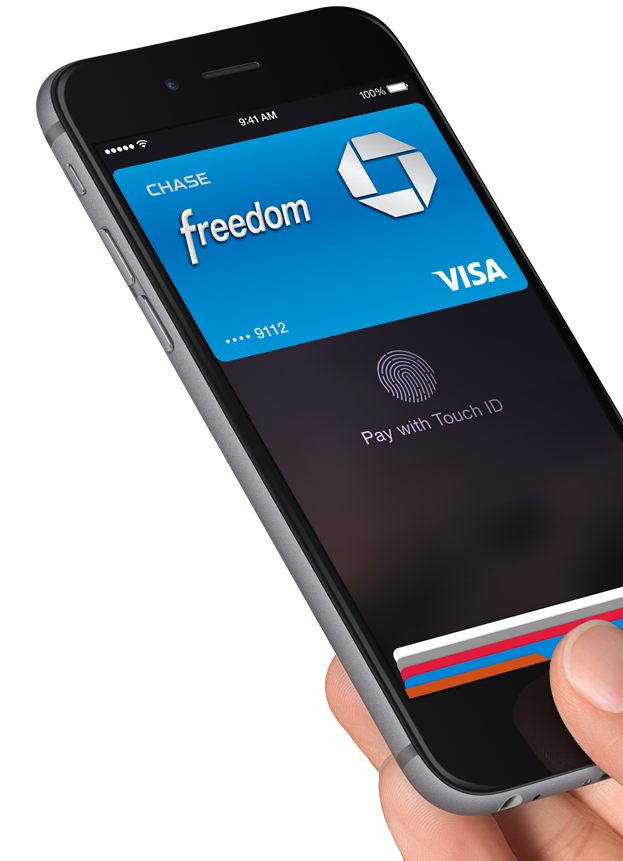 9:41 AM
100%
CHASE
freedom
VISA
•••• 9112
Pay with Touch ID